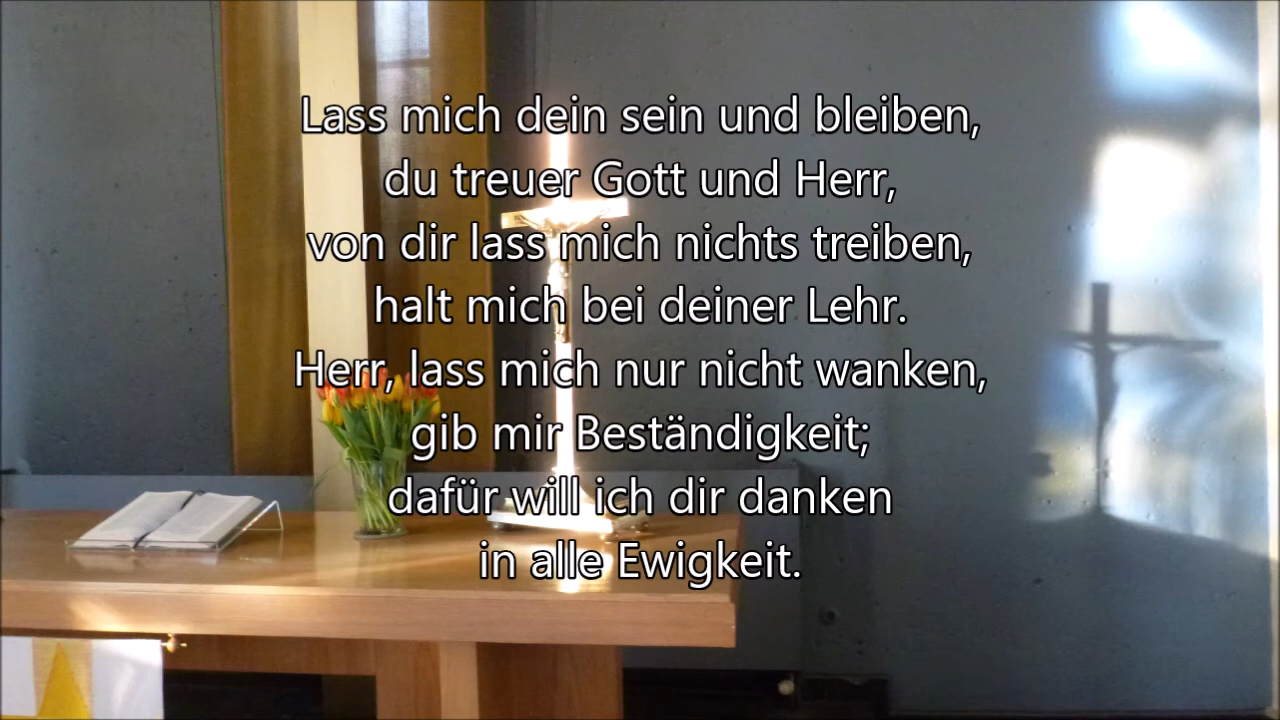 Lass mich dein sein und bleiben,
du treuer Gott und Herr,
von dir lass mich nichts treiben,
halt mich bei deiner Lehr.
Herr, lass mich nur nicht wanken,
gib mir Beständigkeit;
dafür will ich dir danken
in alle Ewigkeit.